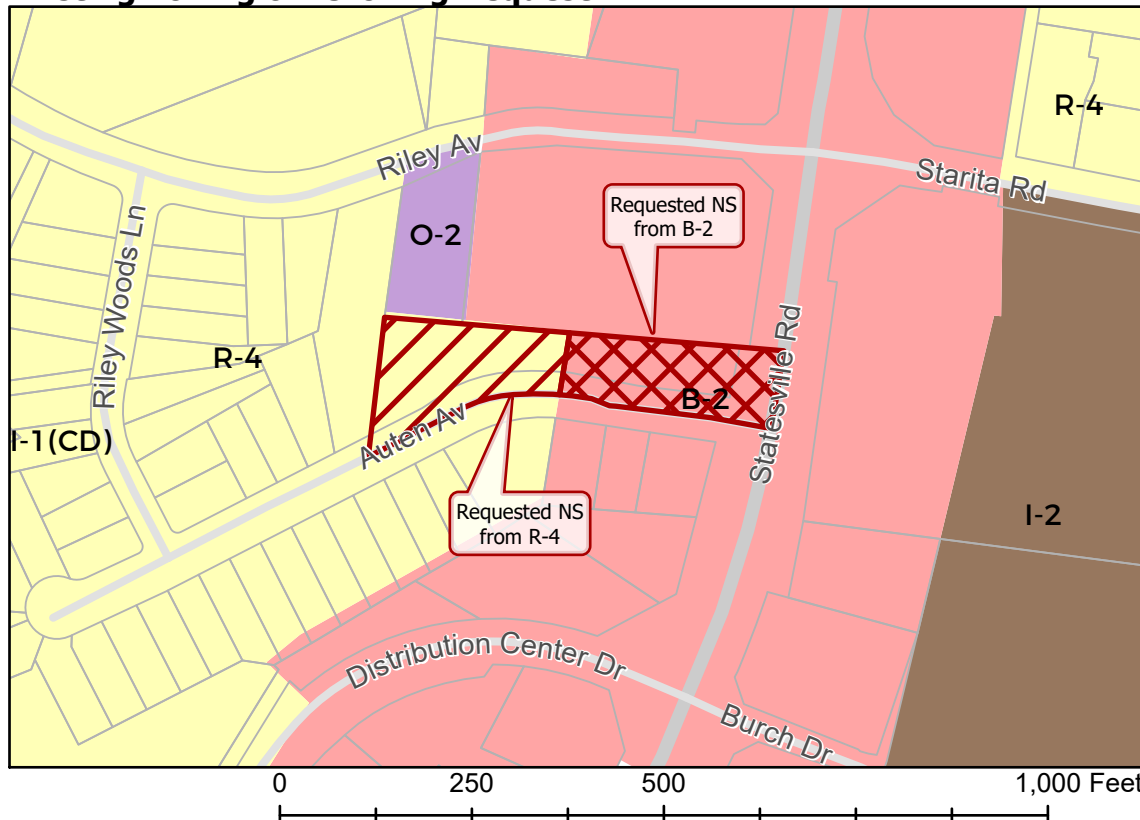 Riley Av
R-4
Starita Rd
Requested NS
from B-2
O-2
Riley Woods Ln
R-4
Statesville Rd
B-2
I-1(CD)
Auten Av
Requested NS
from R-4
I-2
Distribution Center Dr
Burch Dr
0 250 500 1,000 Feet